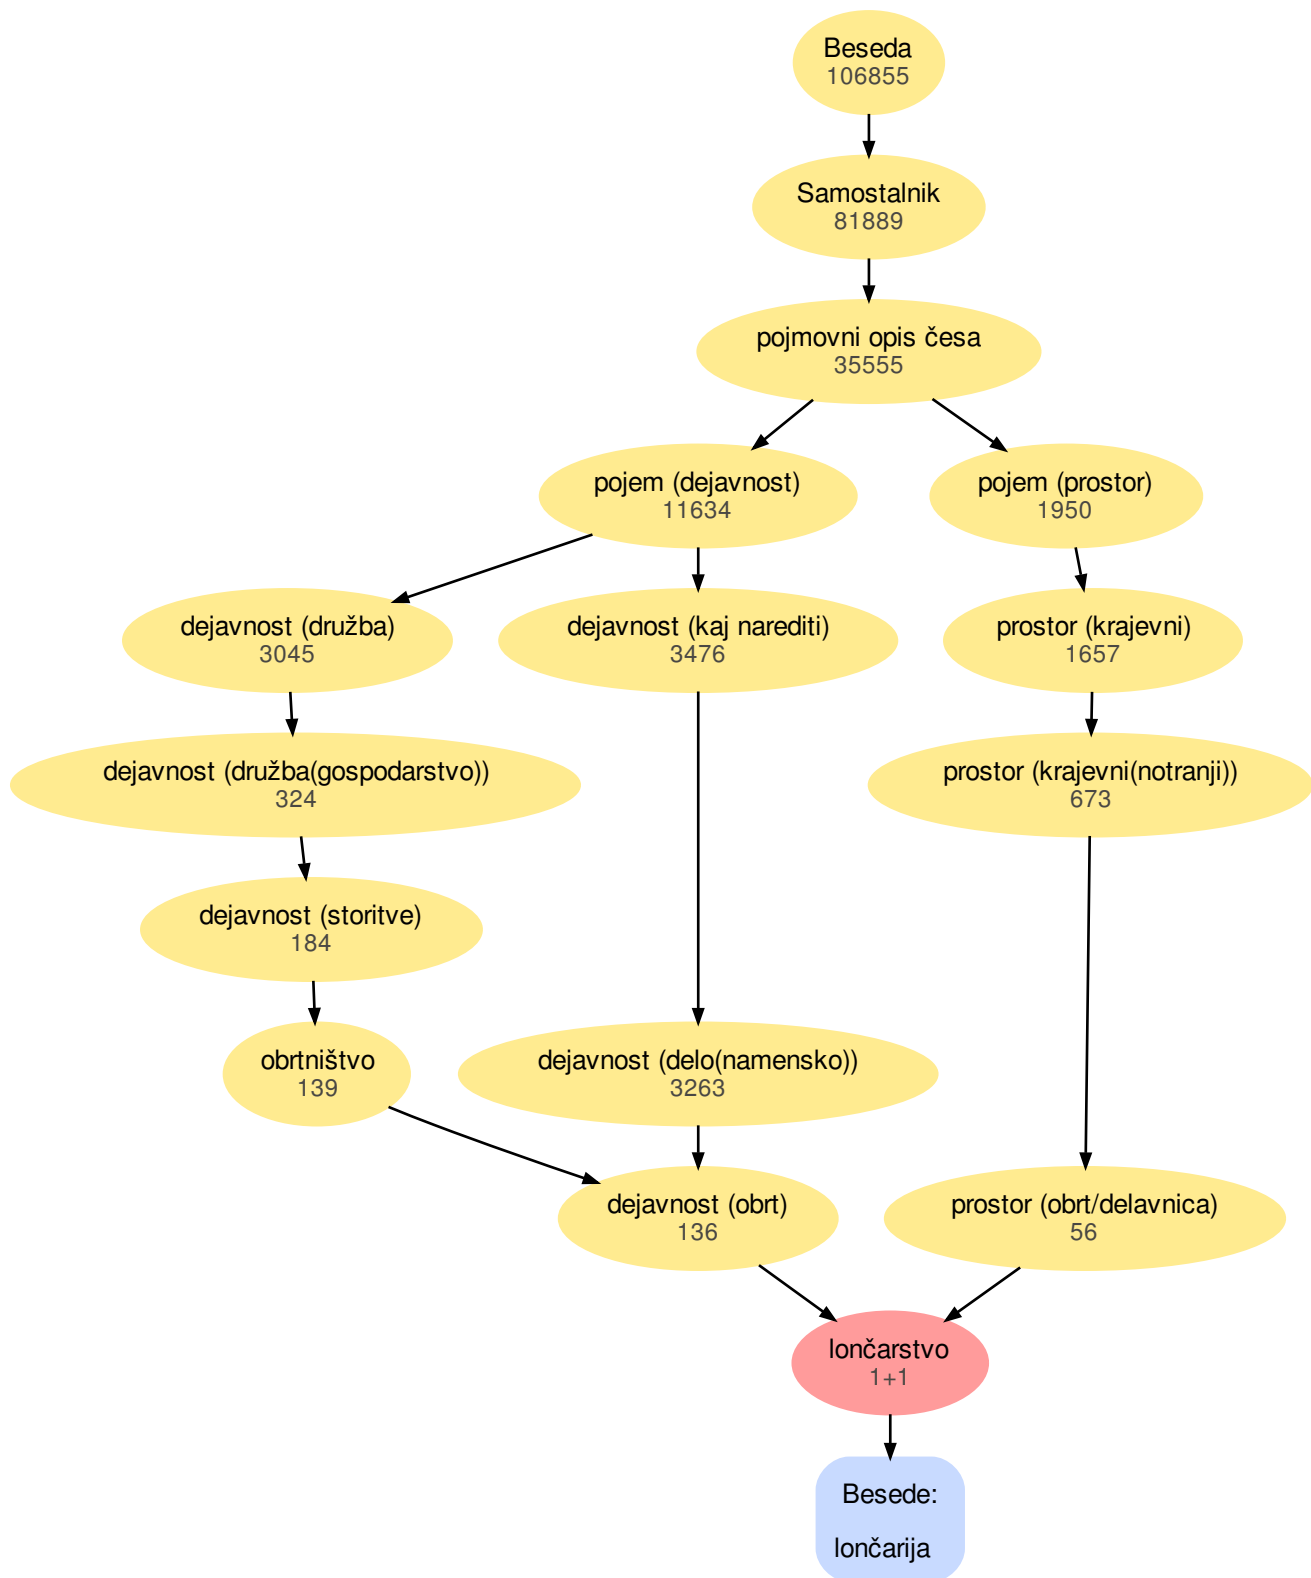 Beseda
106855
Samostalnik
81889
pojmovni opis česa
35555
pojem (dejavnost)
11634
pojem (prostor)
1950
dejavnost (družba)
3045
dejavnost (kaj narediti)
3476
prostor (krajevni)
1657
dejavnost (družba(gospodarstvo))
324
prostor (krajevni(notranji))
673
dejavnost (storitve)
184
obrtništvo
139
dejavnost (delo(namensko))
3263
dejavnost (obrt)
136
prostor (obrt/delavnica)
56
lončarstvo
1+1
Besede:
lončarija